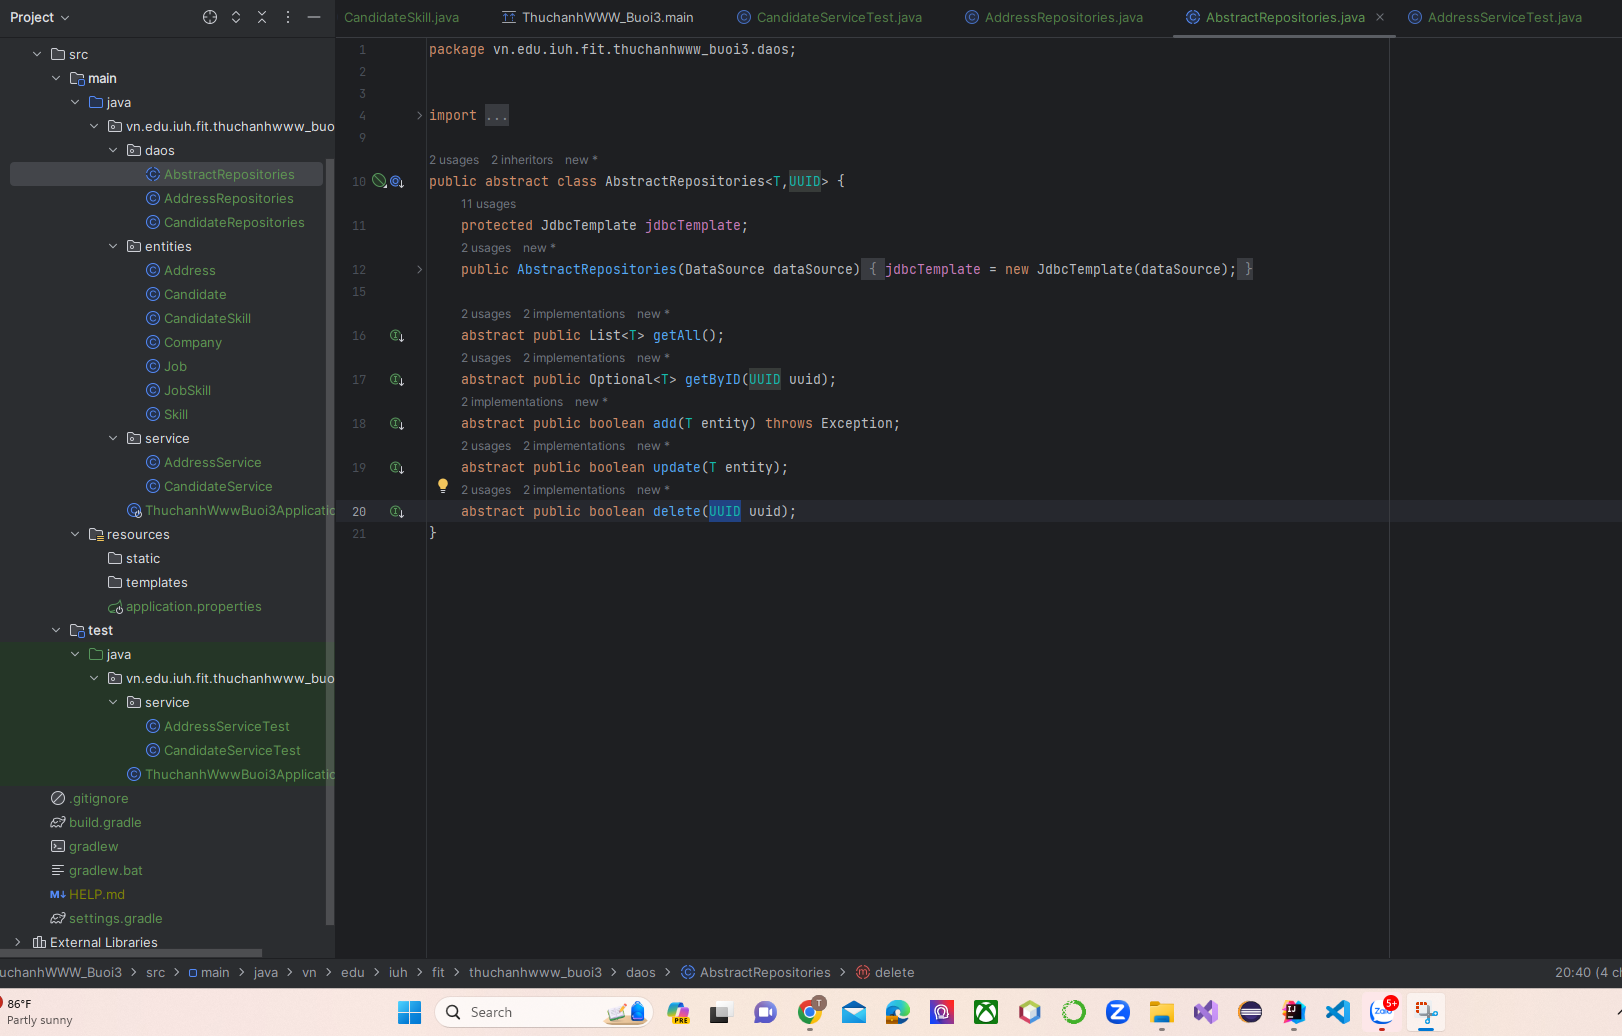 Project
CandidateSkill.java
ThuchanhWWW_Buoi3.main
CandidateServiceTest.java
AddressRepositories.java
AbstractRepositories.java
AddressServiceTest.java
src
main
java
vn.edu.iuh.fit.thuchanhwww_buo
daos
AbstractRepositories
AddressRepositories
CandidateRepositories
entities
Address
Candidate
CandidateSkill
Company
Job
JobSkill
Skill
service
AddressService
CandidateService
ThuchanhWwwBuoi3Applicatio
resources
static
templates
application.properties
test
java
vn.edu.iuh.fit.thuchanhwww_buo
service
AddressServiceTest
CandidateServiceTest
ThuchanhWwwBuoi3Applicatio
.gitignore
build.gradle
gradlew
gradlew.bat
M↓ HELP.md
settings.gradle
External Libraries
1 package vn.edu.iuh.fit.thuchanhwww_buoi3.daos;
2
3
4 import ...
9
2 usages 2 inheritors new *
10 public abstract class AbstractRepositories<T,UUID> {
11 usages
11 protected JdbcTemplate jdbcTemplate;
2 usages new *
12 public AbstractRepositories(DataSource dataSource) { jdbcTemplate = new JdbcTemplate(dataSource); }
15
2 usages 2 implementations new *
16 abstract public List<T> getAll();
2 usages 2 implementations new *
17 abstract public Optional<T> getByID(UUID uuid);
2 implementations new *
18 abstract public boolean add(T entity) throws Exception;
2 usages 2 implementations new *
19 abstract public boolean update(T entity);
2 usages 2 implementations new *
20 abstract public boolean delete(UUID uuid);
21 }
uchanhWWW_Buoi3 > src > main > java > vn > edu > iuh > fit > thuchanhwww_buoi3 > daos > AbstractRepositories > delete
20:40 (4 ch
86°F
Partly sunny
Search
PRE
T
IJ
Zalo
5+